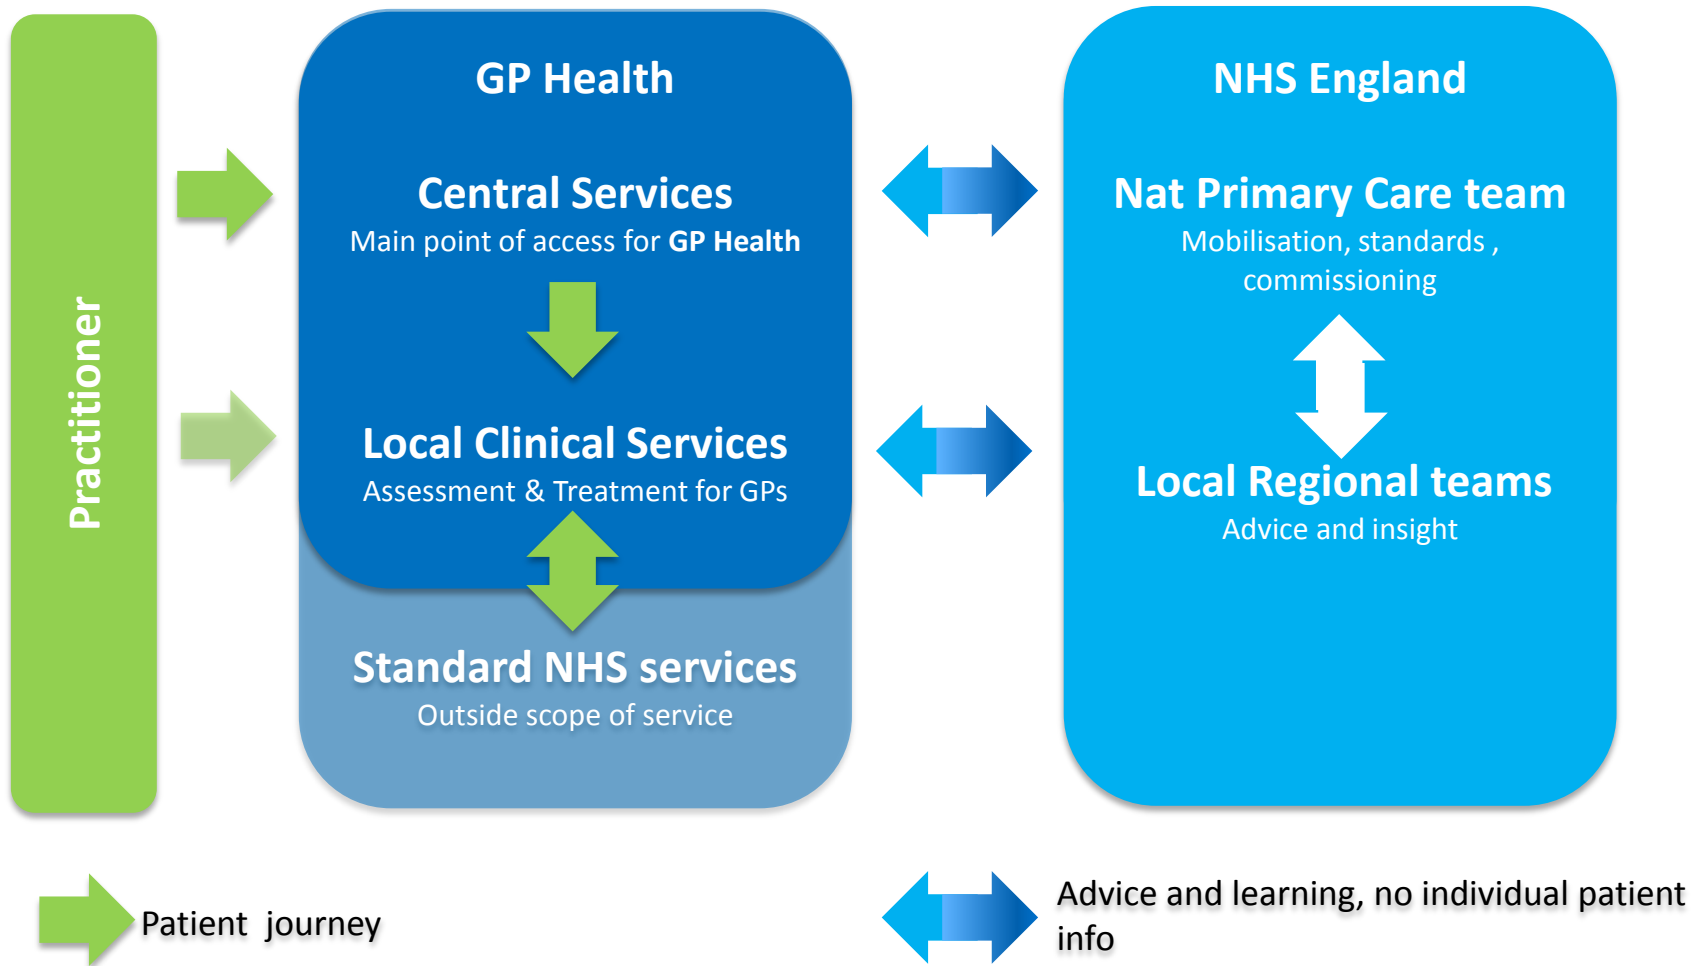 Practitioner
GP Health
Central Services
Main point of access for GP Health
Local Clinical Services
Assessment & Treatment for GPs
Standard NHS services
Outside scope of service
NHS England
Nat Primary Care team
Mobilisation, standards ,
commissioning
Local Regional teams
Advice and insight
Patient journey
Advice and learning, no individual patient
info